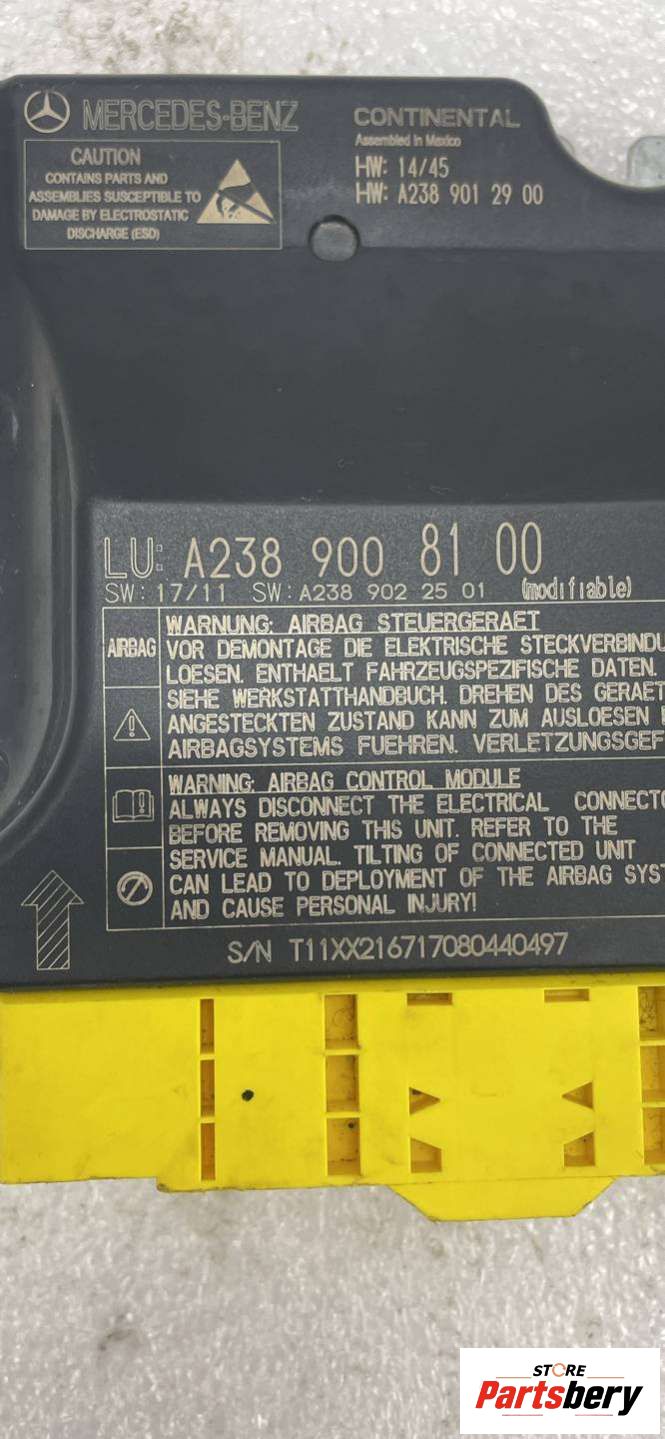 MERCEDES-BENZ
CONTINENTAL
Assembled in Mexico
HW: 14/45
HW: A238 901 29 00
CAUTION
CONTAINS PARTS AND
ASSEMBLIES SUSCEPTIBLE TO
DAMAGE BY ELECTROSTATIC
DISCHARGE (ESD)
LU: A238 900 81 00
SW: 17/11 SW: A238 902 25 01 (modifiable)
AIRBAG
WARNUNG: AIRBAG STEUERGERAET
VOR DEMONTAGE DIE ELEKTRISCHE STECKVERBINDU
LOESEN. ENTHAELT FAHRZEUGSPEZIFISCHE DATEN.
SIEHE WERKSTATTHANDBUCH. DREHEN DES GERAET
ANGESTECKTEN ZUSTAND KANN ZUM AUSLOESEN
AIRBAGSYSTEMS FUEHREN. VERLETZUNGSGEF
WARNING: AIRBAG CONTROL MODULE
ALWAYS DISCONNECT THE ELECTRICAL CONNECTO
BEFORE REMOVING THIS UNIT. REFER TO THE
SERVICE MANUAL. TILTING OF CONNECTED UNIT
CAN LEAD TO DEPLOYMENT OF THE AIRBAG SYS
AND CAUSE PERSONAL INJURY!
S/N T11XX216717080440497
STORE
Partsbery